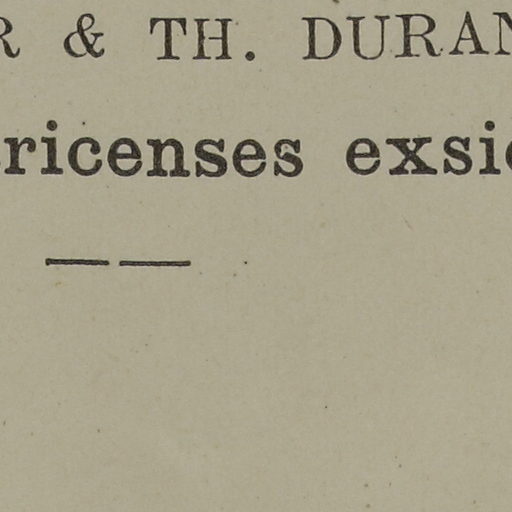 R & TH. DURAN
ricenses exsic